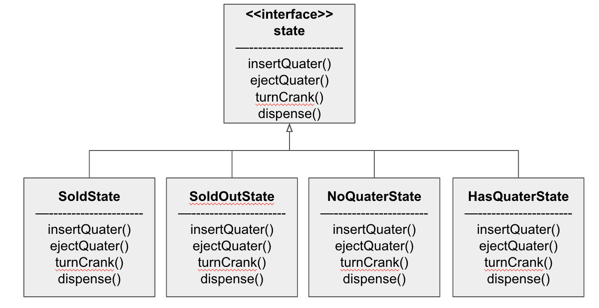 <<interface>>
state
insertQuater()
ejectQuater()
turnCrank()
dispense()
SoldState
insertQuater()
ejectQuater()
turnCrank()
dispense()
SoldOutState
insertQuater()
ejectQuater()
turnCrank()
dispense()
NoQuaterState
insertQuater()
ejectQuater()
turnCrank()
dispense()
HasQuaterState
insertQuater()
ejectQuater()
turnCrank()
dispense()